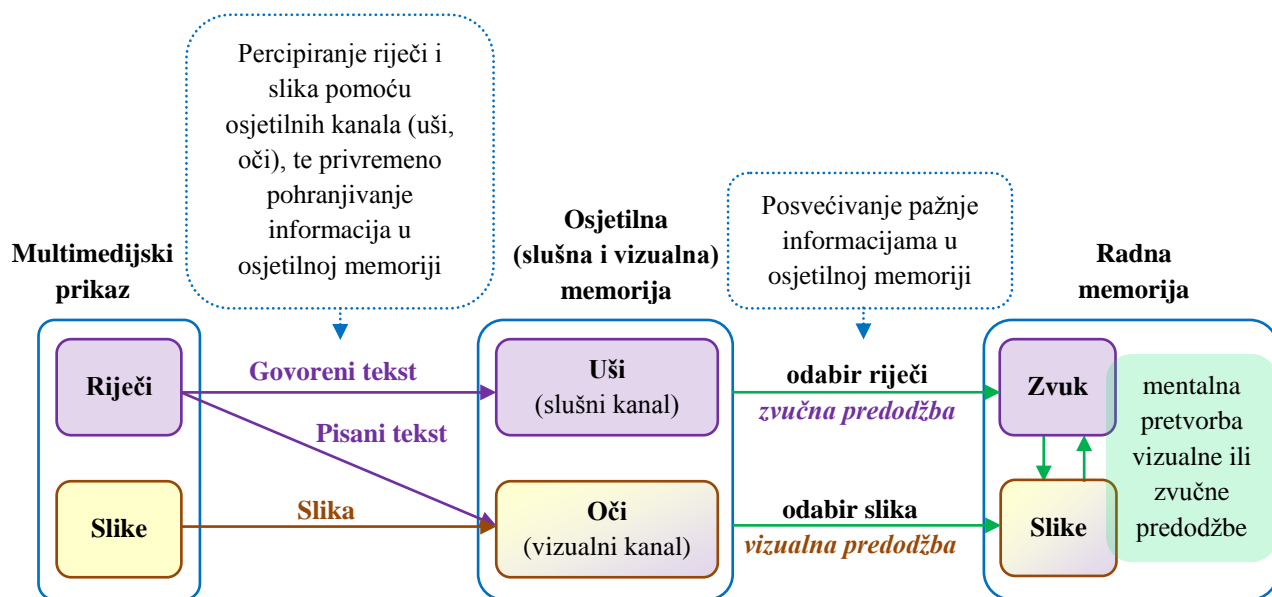 Percipiranje riječi i
slika pomoću
osjetilnih kanala (uši,
oči), te privremeno
pohranjivanje
informacija u
osjetilnoj memoriji
Posvećivanje pažnje
informacijama u
osjetilnoj memoriji
Multimedijski
prikaz
Osjetilna
(slušna i vizualna)
memorija
Radna
memorija
Riječi
Govoreni tekst
Uši
(slušni kanal)
odabir riječi
zvučna predodžba
Zvuk
Pisani tekst
Slike
Slika
Oči
(vizualni kanal)
odabir slika
vizualna predodžba
Slike
mentalna
pretvorba
vizualne ili
zvučne
predodžbe